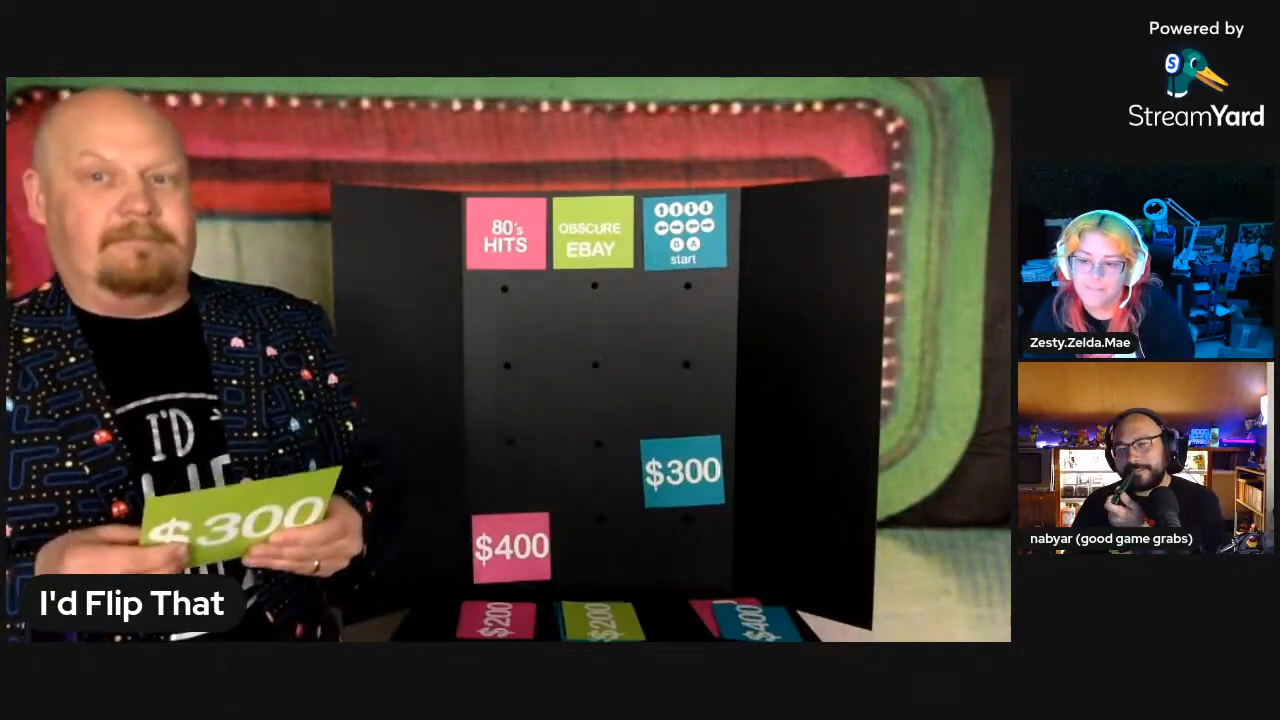 Powered by
S
StreamYard
80's
HITS
OBSCURE
EBAY
B A
start
$300
$400
$300
$200
$200
$400
I'D
I'd Flip That
Zesty.Zelda.Mae
nabyar (good game grabs)